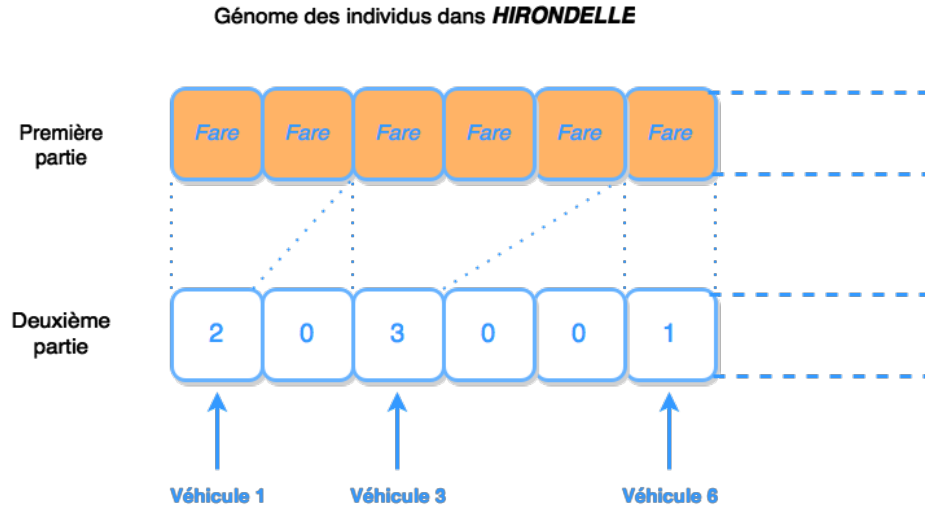 Génome des individus dans HIRONDELLE
Première
partie
Fare Fare Fare Fare Fare Fare
Deuxième
partie
2 0 3 0 0 1
Véhicule 1 Véhicule 3 Véhicule 6